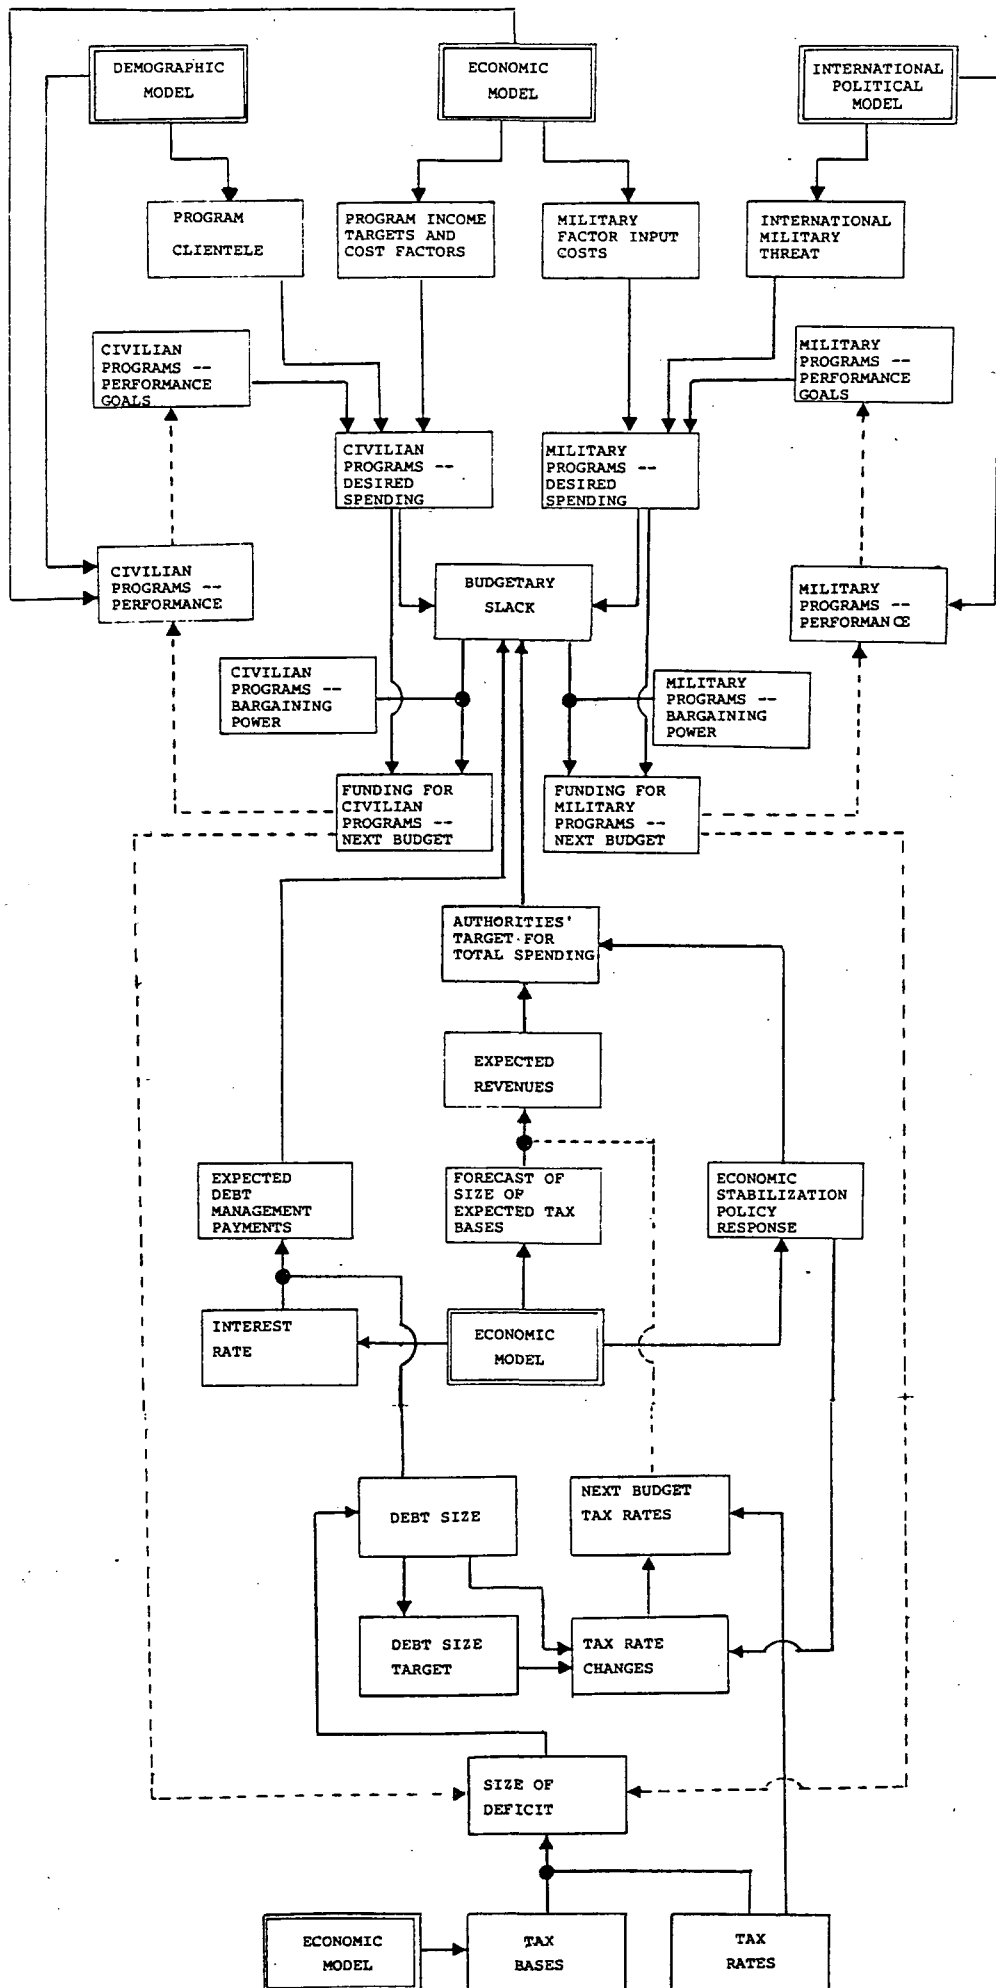 DEMOGRAPHIC
MODEL
ECONOMIC
MODEL
INTERNATIONAL
POLITICAL
MODEL
PROGRAM
CLIENTELE
PROGRAM INCOME
TARGETS AND
COST FACTORS
MILITARY
FACTOR INPUT
COSTS
INTERNATIONAL
MILITARY
THREAT
CIVILIAN
PROGRAMS --
PERFORMANCE
GOALS
MILITARY
PROGRAMS --
PERFORMANCE
GOALS
CIVILIAN
PROGRAMS --
DESIRED
SPENDING
MILITARY
PROGRAMS --
DESIRED
SPENDING
CIVILIAN
PROGRAMS --
PERFORMANCE
BUDGETARY
SLACK
MILITARY
PROGRAMS --
PERFORMANCE
CIVILIAN
PROGRAMS --
BARGAINING
POWER
MILITARY
PROGRAMS --
BARGAINING
POWER
FUNDING FOR
CIVILIAN
PROGRAMS --
NEXT BUDGET
FUNDING FOR
MILITARY
PROGRAMS --
NEXT BUDGET
AUTHORITIES'
TARGET FOR
TOTAL SPENDING
EXPECTED
REVENUES
EXPECTED
DEBT
MANAGEMENT
PAYMENTS
FORECAST OF
SIZE OF
EXPECTED TAX
BASES
ECONOMIC
STABILIZATION
POLICY
RESPONSE
INTEREST
RATE
ECONOMIC
MODEL
DEBT SIZE
NEXT BUDGET
TAX RATES
DEBT SIZE
TARGET
TAX RATE
CHANGES
SIZE OF
DEFICIT
ECONOMIC
MODEL
TAX
BASES
TAX
RATES